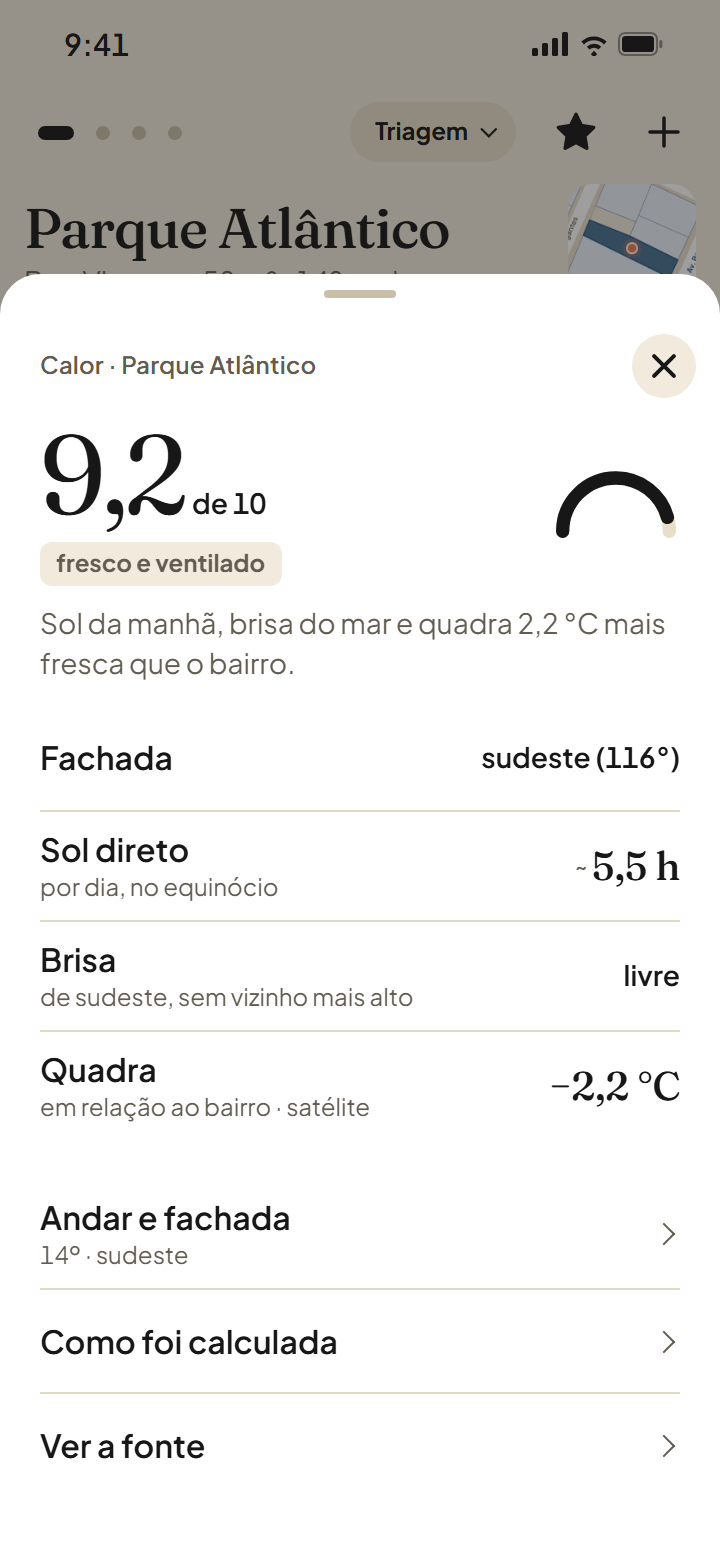 9:41
Triagem
Parque Atlântico
Calor · Parque Atlântico
9,2 de 10
fresco e ventilado
Sol da manhã, brisa do mar e quadra 2,2 °C mais
fresca que o bairro.
Fachada
sudeste (116°)
Sol direto
por dia, no equinócio
~5,5 h
Brisa
de sudeste, sem vizinho mais alto
livre
Quadra
em relação ao bairro · satélite
−2,2 °C
Andar e fachada
14º · sudeste
Como foi calculada
Ver a fonte